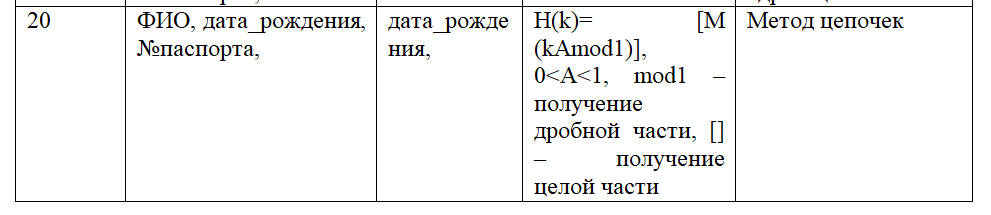 20
ФИО, дата_рождения,
№паспорта,
дата_рожде
ния,
H(k)= [M
(kAmod1)],
0<A<1, mod1 –
получение
дробной части, []
– получение
целой части
Метод цепочек